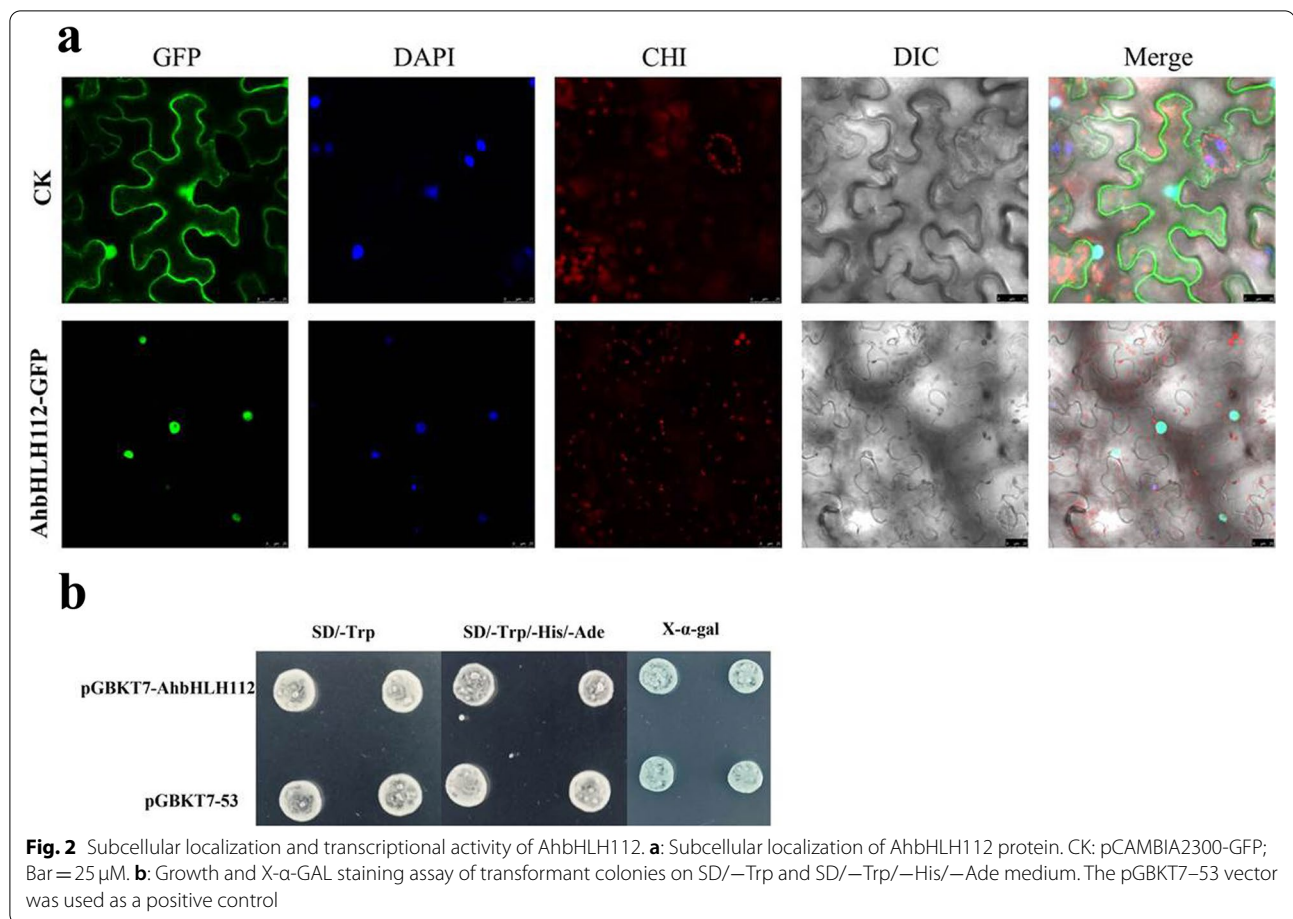 a
GFP DAPI CHI DIC Merge
CK
AhbHLH112-GFP
b
SD/-Trp SD/-Trp/-His/-Ade X-α-gal
pGBKT7-AhbHLH112
pGBKT7-53
Fig. 2 Subcellular localization and transcriptional activity of AhbHLH112. a: Subcellular localization of AhbHLH112 protein. CK: pCAMBIA2300-GFP;
Bar = 25 μM. b: Growth and X-α-GAL staining assay of transformant colonies on SD/−Trp and SD/−Trp/−His/−Ade medium. The pGBKT7–53 vector
was used as a positive control